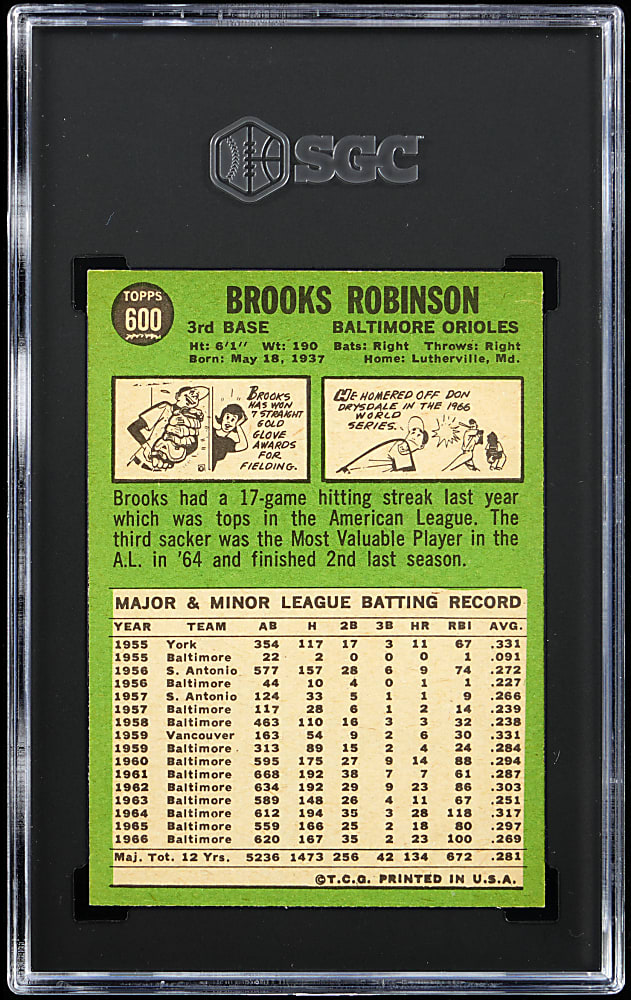 SGC
TOPPS
600
BROOKS ROBINSON
3rd BASE BALTIMORE ORIOLES
Ht: 6'1" Wt: 190 Bats: Right Throws: Right
Born: May 18, 1937 Home: Lutherville, Md.
BROOKS
HAS WON
7 STRAIGHT
GOLD
GLOVE
AWARDS
FOR
FIELDING.
HE HOMERED OFF DON
DRYSDALE IN THE 1966
WORLD
SERIES.
Brooks had a 17-game hitting streak last year
which was tops in the American League. The
third sacker was the Most Valuable Player in the
A.L. in '64 and finished 2nd last season.
MAJOR & MINOR LEAGUE BATTING RECORD
YEAR TEAM AB H 2B 3B HR RBI AVG.
1955 York 354 117 17 3 11 67 .331
1955 Baltimore 22 2 0 0 0 1 .091
1956 S. Antonio 577 157 28 6 9 74 .272
1956 Baltimore 44 10 4 0 1 1 .227
1957 S. Antonio 124 33 5 1 1 9 .266
1957 Baltimore 117 28 6 1 2 14 .239
1958 Baltimore 463 110 16 3 3 32 .238
1959 Vancouver 163 54 9 2 6 30 .331
1959 Baltimore 313 89 15 2 4 24 .284
1960 Baltimore 595 175 27 9 14 88 .294
1961 Baltimore 668 192 38 7 7 61 .287
1962 Baltimore 634 192 29 9 23 86 .303
1963 Baltimore 589 148 26 4 11 67 .251
1964 Baltimore 612 194 35 3 28 118 .317
1965 Baltimore 559 166 25 2 18 80 .297
1966 Baltimore 620 167 35 2 23 100 .269
Maj. Tot. 12 Yrs. 5236 1473 256 42 134 672 .281
©T.C.G. PRINTED IN U.S.A.